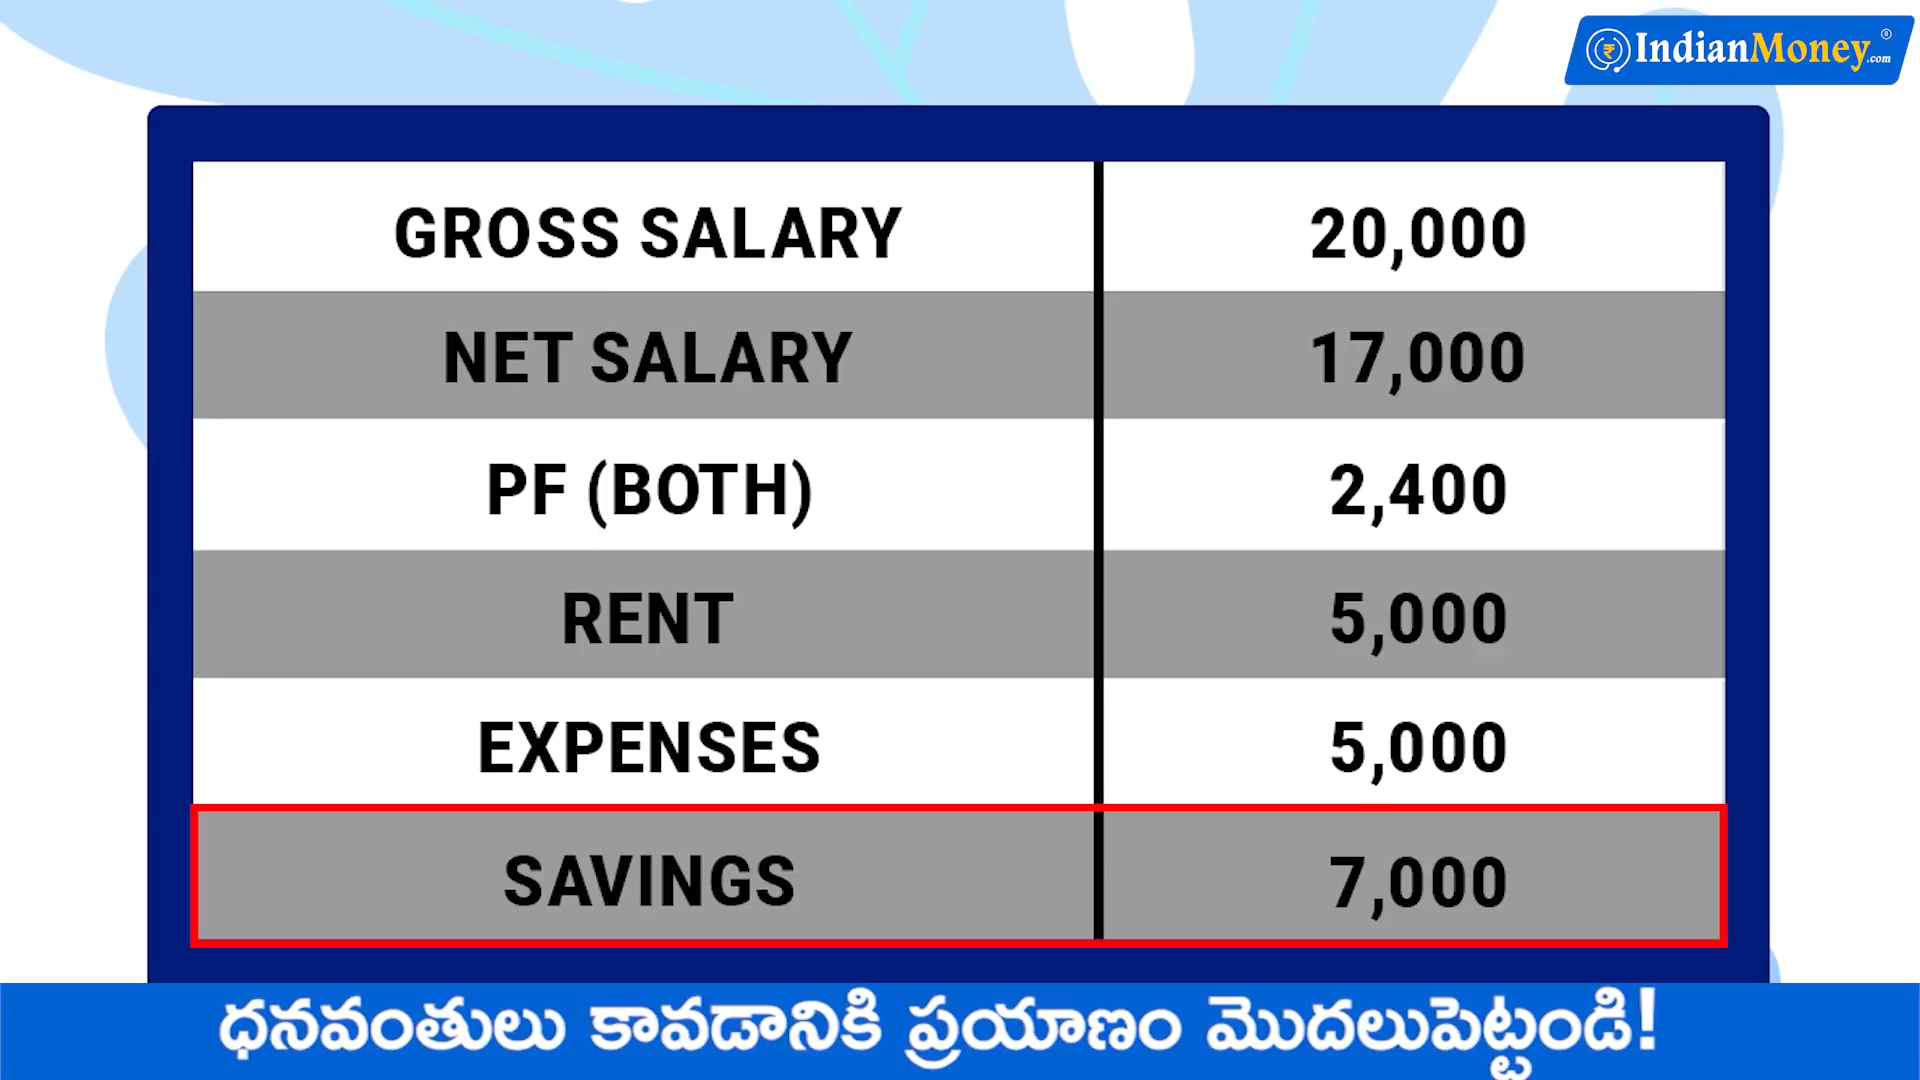 IndianMoney.com®
GROSS SALARY 20,000
NET SALARY 17,000
PF (BOTH) 2,400
RENT 5,000
EXPENSES 5,000
SAVINGS 7,000
ధనవంతులు కావడానికి ప్రయాణం మొదలుపెట్టండి!